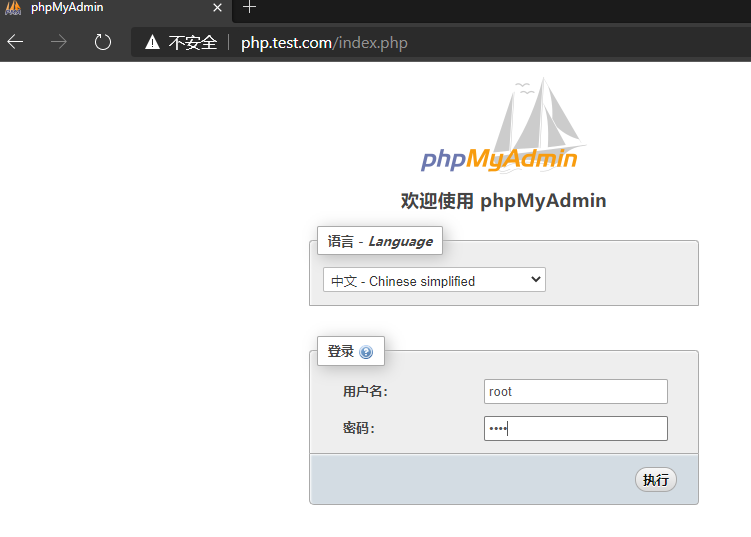 phpMyAdmin
不安全 php.test.com/index.php
phpMyAdmin
欢迎使用 phpMyAdmin
语言 - Language
中文 - Chinese simplified
登录
用户名： root
密码： ••••
执行